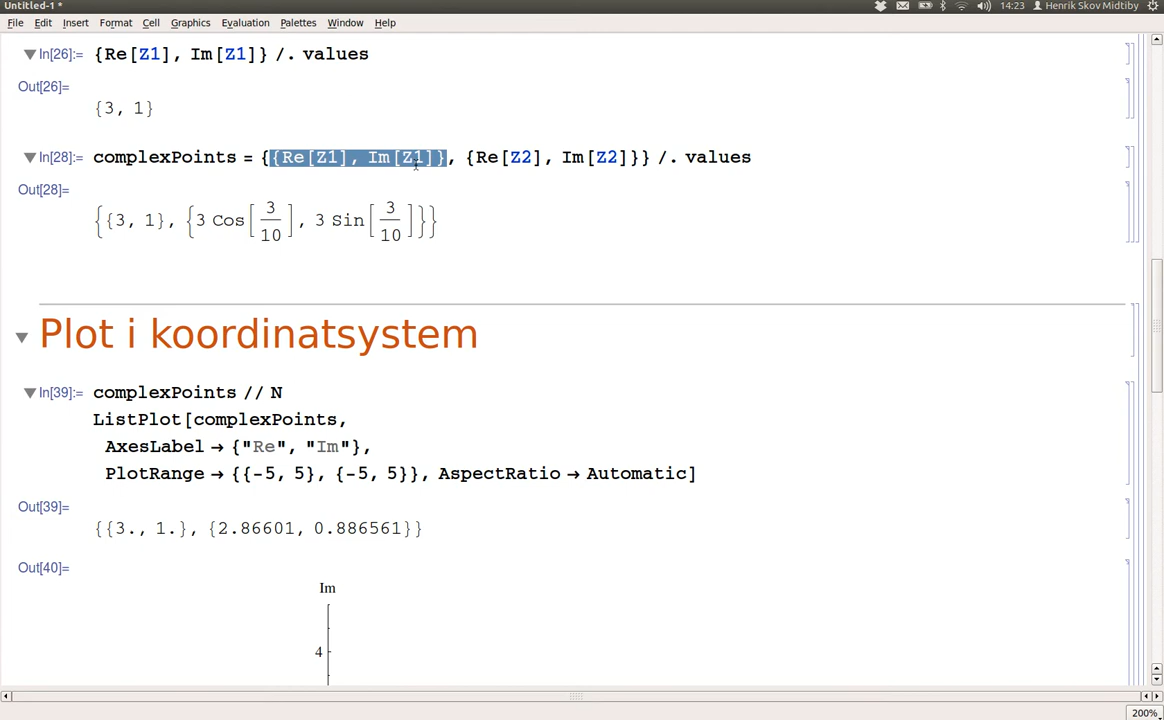 Untitled-1 *
14:23 Henrik Skov Midtiby
File Edit Insert Format Cell Graphics Evaluation Palettes Window Help
In[26]:= {Re[Z1], Im[Z1]} /. values
Out[26]=
{3, 1}
In[28]:= complexPoints = {{Re[Z1], Im[Z1]}, {Re[Z2], Im[Z2]}} /. values
Out[28]=
{{3, 1}, {3 Cos[3/10], 3 Sin[3/10]}}
Plot i koordinatsystem
In[39]:= complexPoints // N
ListPlot[complexPoints,
AxesLabel → {"Re", "Im"},
PlotRange → {{-5, 5}, {-5, 5}}, AspectRatio → Automatic]
Out[39]=
{{3., 1.}, {2.86601, 0.886561}}
Out[40]=
Im
4
200%